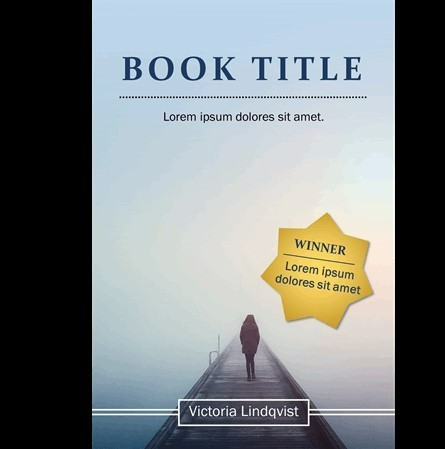 BOOK TITLE
Lorem ipsum dolores sit amet.
WINNER
Lorem ipsum
dolores sit amet
Victoria Lindqvist